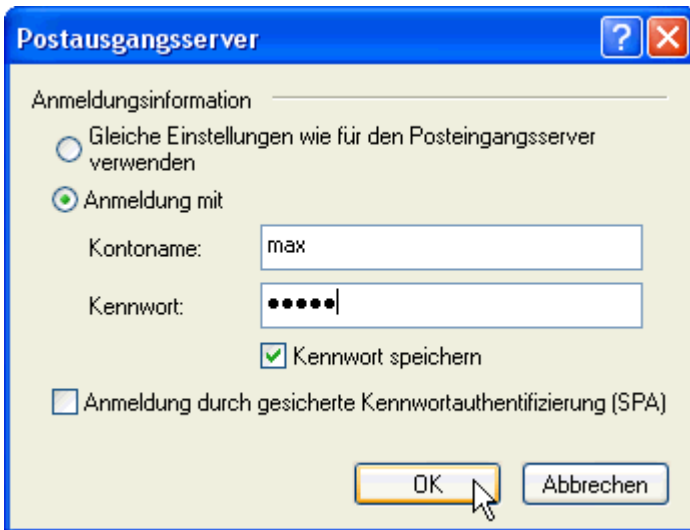 Postausgangsserver
Anmeldungsinformation
Gleiche Einstellungen wie für den Posteingangsserver
verwenden
Anmeldung mit
Kontoname: max
Kennwort: ●●●●●
Kennwort speichern
Anmeldung durch gesicherte Kennwortauthentifizierung (SPA)
OK Abbrechen